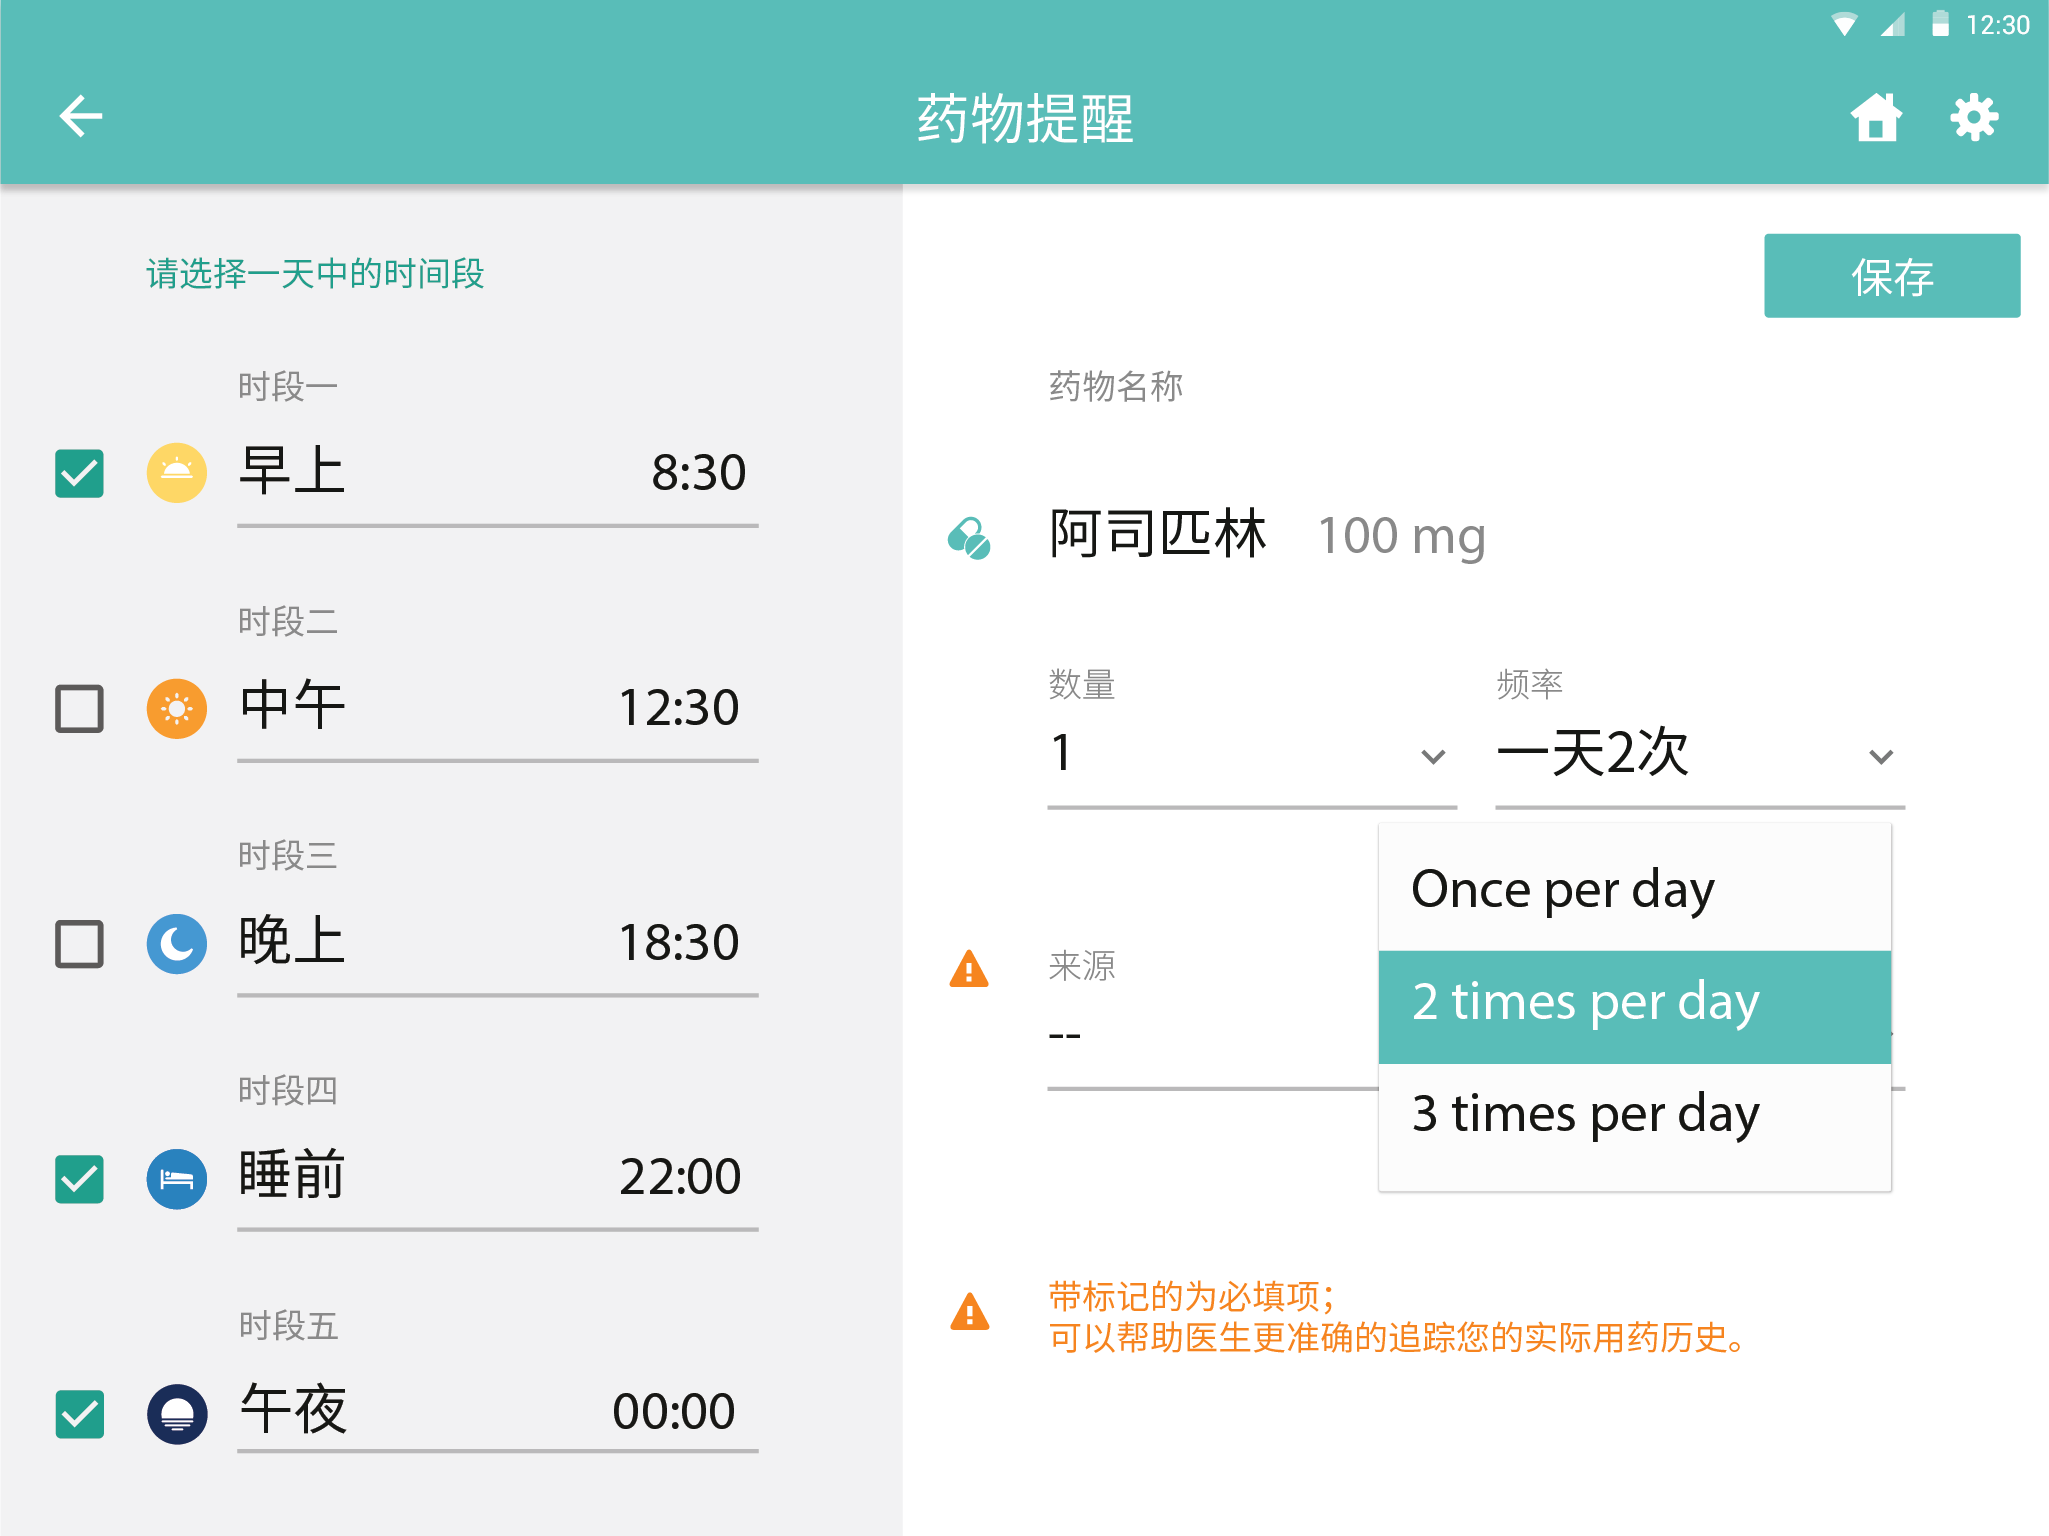 12:30
药物提醒
请选择一天中的时间段
保存
时段一
早上 8:30
时段二
中午 12:30
时段三
晚上 18:30
时段四
睡前 22:00
时段五
午夜 00:00
药物名称
阿司匹林 100 mg
数量
1
频率
一天2次
Once per day
2 times per day
3 times per day
来源
--
带标记的为必填项；
可以帮助医生更准确的追踪您的实际用药历史。